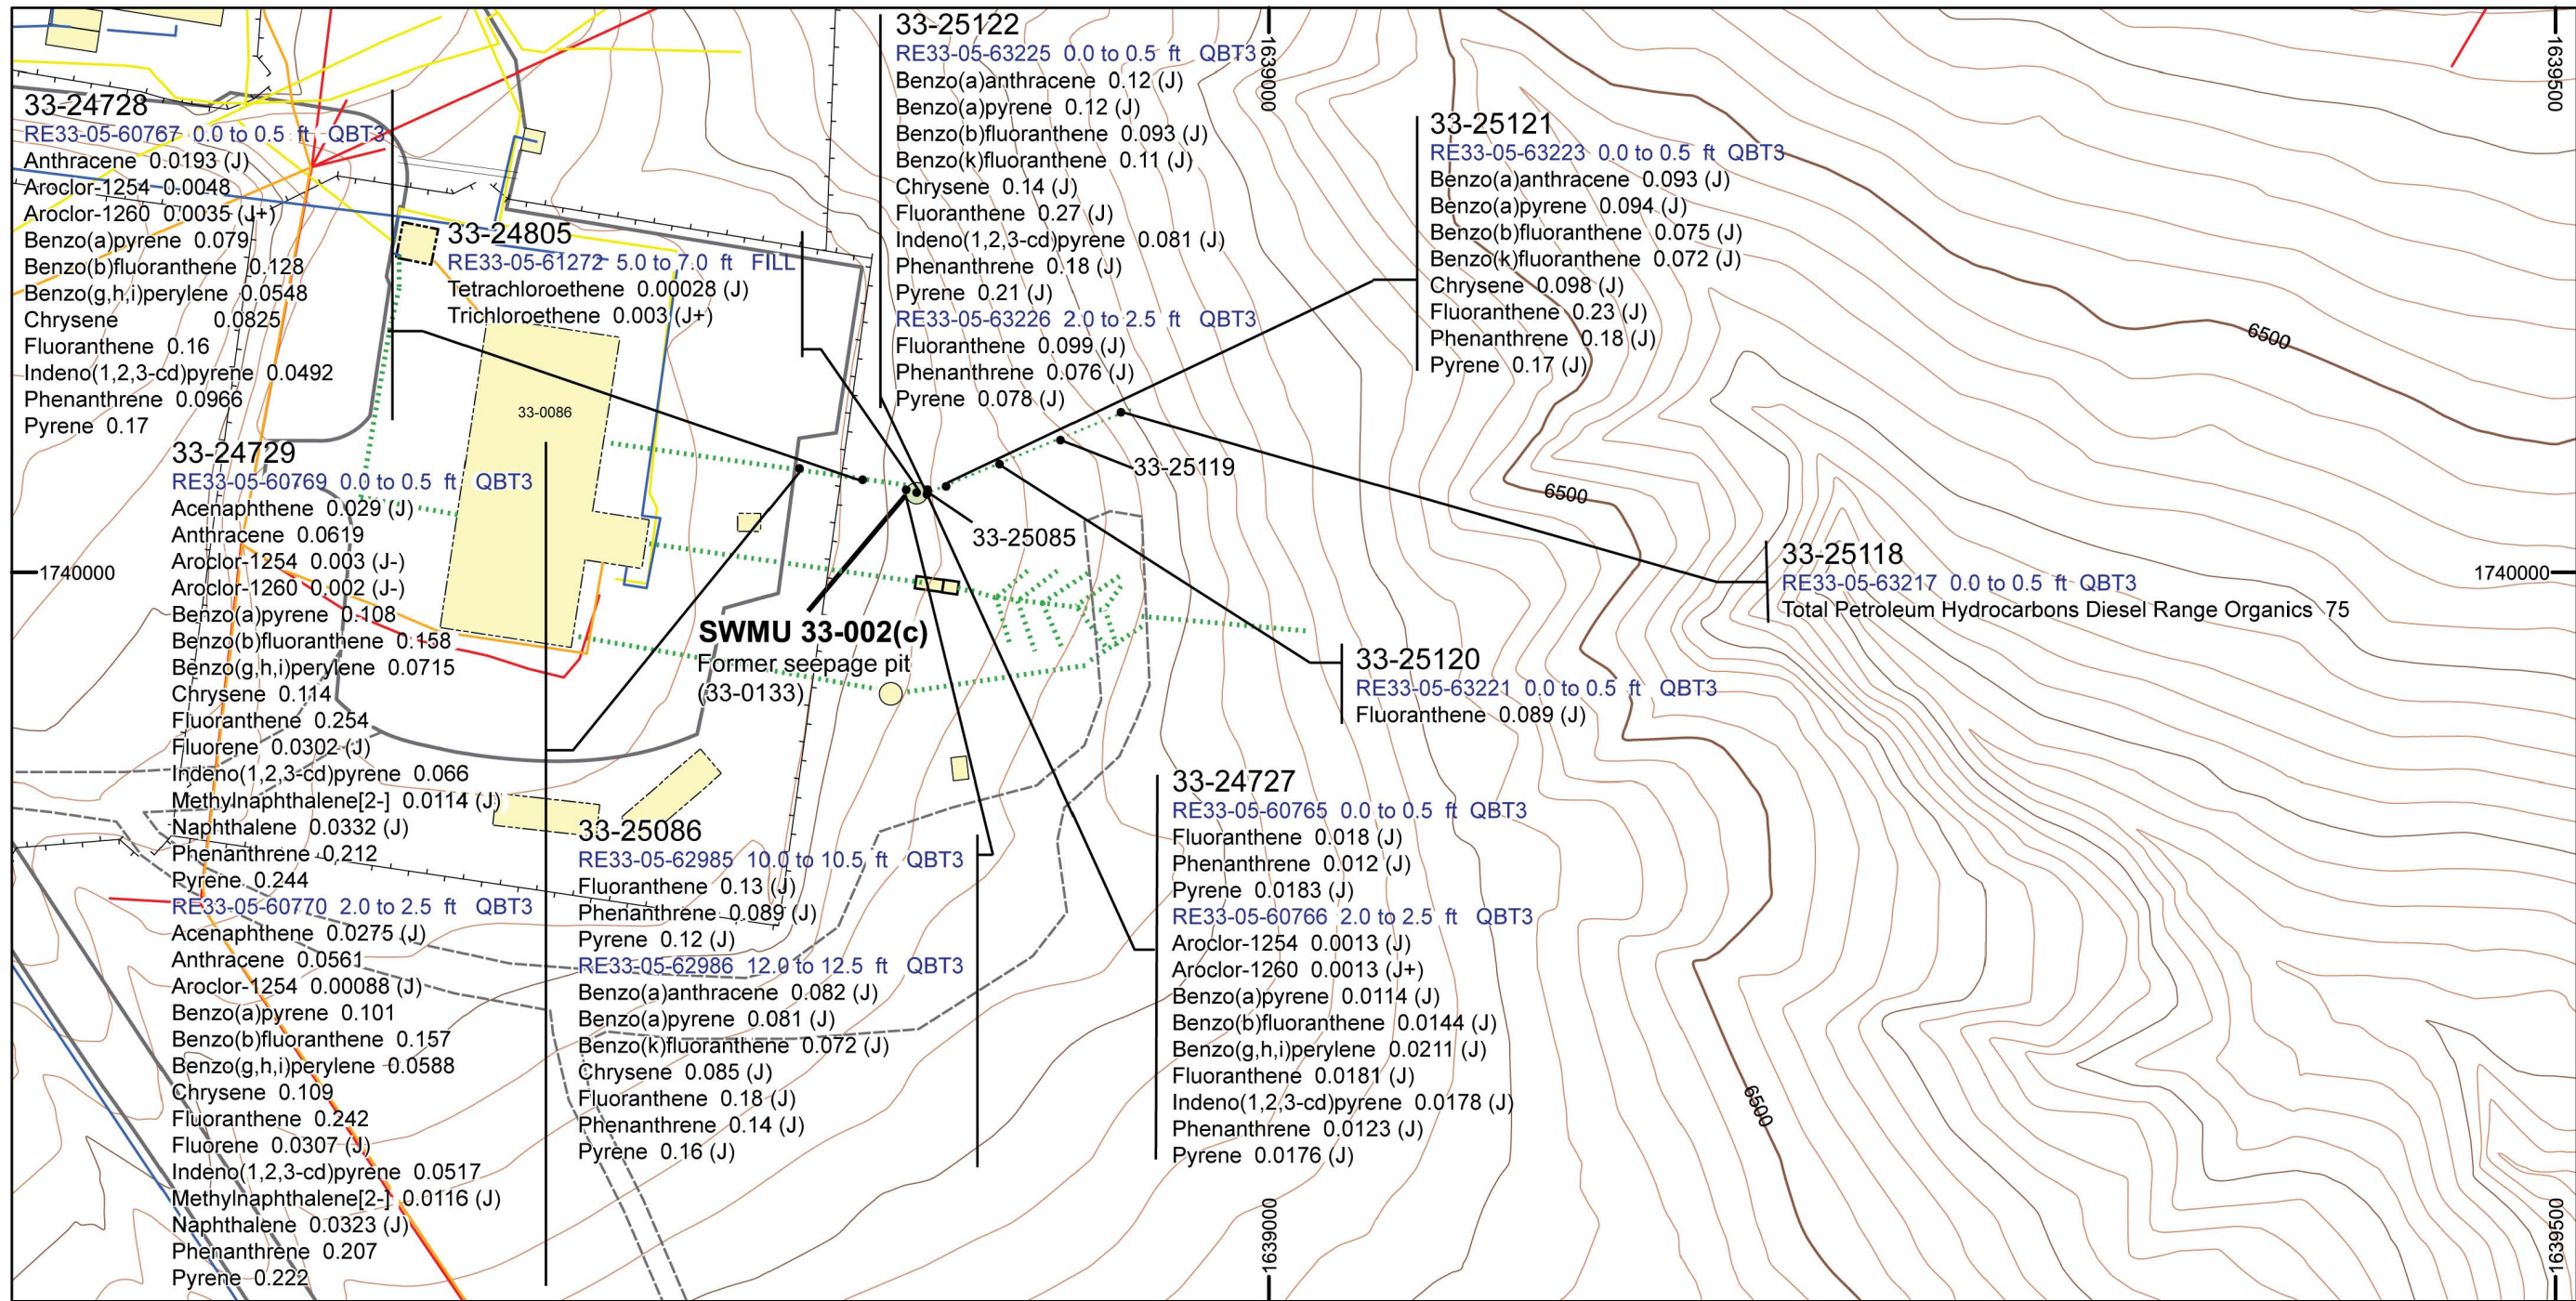 33-24728
RE33-05-60767 0.0 to 0.5 ft QBT3
Anthracene 0.0193 (J)
Aroclor-1254 0.0048
Aroclor-1260 0.0035 (J+)
Benzo(a)pyrene 0.079
Benzo(b)fluoranthene 0.128
Benzo(g,h,i)perylene 0.0548
Chrysene 0.0825
Fluoranthene 0.16
Indeno(1,2,3-cd)pyrene 0.0492
Phenanthrene 0.0966
Pyrene 0.17
33-24805
RE33-05-61272 5.0 to 7.0 ft FILL
Tetrachloroethene 0.00028 (J)
Trichloroethene 0.003 (J+)
33-0086
33-25122
RE33-05-63225 0.0 to 0.5 ft QBT3
Benzo(a)anthracene 0.12 (J)
Benzo(a)pyrene 0.12 (J)
Benzo(b)fluoranthene 0.093 (J)
Benzo(k)fluoranthene 0.11 (J)
Chrysene 0.14 (J)
Fluoranthene 0.27 (J)
Indeno(1,2,3-cd)pyrene 0.081 (J)
Phenanthrene 0.18 (J)
Pyrene 0.21 (J)
RE33-05-63226 2.0 to 2.5 ft QBT3
Fluoranthene 0.099 (J)
Phenanthrene 0.076 (J)
Pyrene 0.078 (J)
1639000
33-25121
RE33-05-63223 0.0 to 0.5 ft QBT3
Benzo(a)anthracene 0.093 (J)
Benzo(a)pyrene 0.094 (J)
Benzo(b)fluoranthene 0.075 (J)
Benzo(k)fluoranthene 0.072 (J)
Chrysene 0.098 (J)
Fluoranthene 0.23 (J)
Phenanthrene 0.18 (J)
Pyrene 0.17 (J)
1639500
6500
33-24729
RE33-05-60769 0.0 to 0.5 ft QBT3
Acenaphthene 0.029 (J)
Anthracene 0.0619
Aroclor-1254 0.003 (J-)
Aroclor-1260 0.002 (J-)
Benzo(a)pyrene 0.108
Benzo(b)fluoranthene 0.158
Benzo(g,h,i)perylene 0.0715
Chrysene 0.114
Fluoranthene 0.254
Fluorene 0.0302 (J)
Indeno(1,2,3-cd)pyrene 0.066
Methylnaphthalene[2-] 0.0114 (J)
Naphthalene 0.0332 (J)
Phenanthrene 0.212
Pyrene 0.244
RE33-05-60770 2.0 to 2.5 ft QBT3
Acenaphthene 0.0275 (J)
Anthracene 0.0561
Aroclor-1254 0.00088 (J)
Benzo(a)pyrene 0.101
Benzo(b)fluoranthene 0.157
Benzo(g,h,i)perylene 0.0588
Chrysene 0.109
Fluoranthene 0.242
Fluorene 0.0307 (J)
Indeno(1,2,3-cd)pyrene 0.0517
Methylnaphthalene[2-] 0.0116 (J)
Naphthalene 0.0323 (J)
Phenanthrene 0.207
Pyrene 0.222
1740000
33-25119
33-25085
6500
1740000
SWMU 33-002(c)
Former seepage pit
(33-0133)
33-25118
RE33-05-63217 0.0 to 0.5 ft QBT3
Total Petroleum Hydrocarbons Diesel Range Organics 75
33-25120
RE33-05-63221 0.0 to 0.5 ft QBT3
Fluoranthene 0.089 (J)
33-25086
RE33-05-62985 10.0 to 10.5 ft QBT3
Fluoranthene 0.13 (J)
Phenanthrene 0.089 (J)
Pyrene 0.12 (J)
RE33-05-62986 12.0 to 12.5 ft QBT3
Benzo(a)anthracene 0.082 (J)
Benzo(a)pyrene 0.081 (J)
Benzo(k)fluoranthene 0.072 (J)
Chrysene 0.085 (J)
Fluoranthene 0.18 (J)
Phenanthrene 0.14 (J)
Pyrene 0.16 (J)
33-24727
RE33-05-60765 0.0 to 0.5 ft QBT3
Fluoranthene 0.018 (J)
Phenanthrene 0.012 (J)
Pyrene 0.0183 (J)
RE33-05-60766 2.0 to 2.5 ft QBT3
Aroclor-1254 0.0013 (J)
Aroclor-1260 0.0013 (J+)
Benzo(a)pyrene 0.0114 (J)
Benzo(b)fluoranthene 0.0144 (J)
Benzo(g,h,i)perylene 0.0211 (J)
Fluoranthene 0.0181 (J)
Indeno(1,2,3-cd)pyrene 0.0178 (J)
Phenanthrene 0.0123 (J)
Pyrene 0.0176 (J)
6500
1639000
1639500